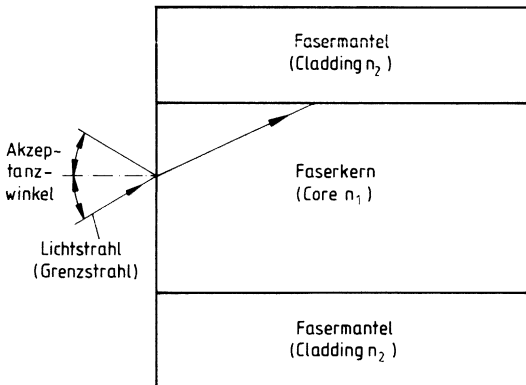 Fasermantel
(Cladding n₂)
Akzep-
tanz-
winkel
Faserkern
(Core n₁)
Lichtstrahl
(Grenzstrahl)
Fasermantel
(Cladding n₂)